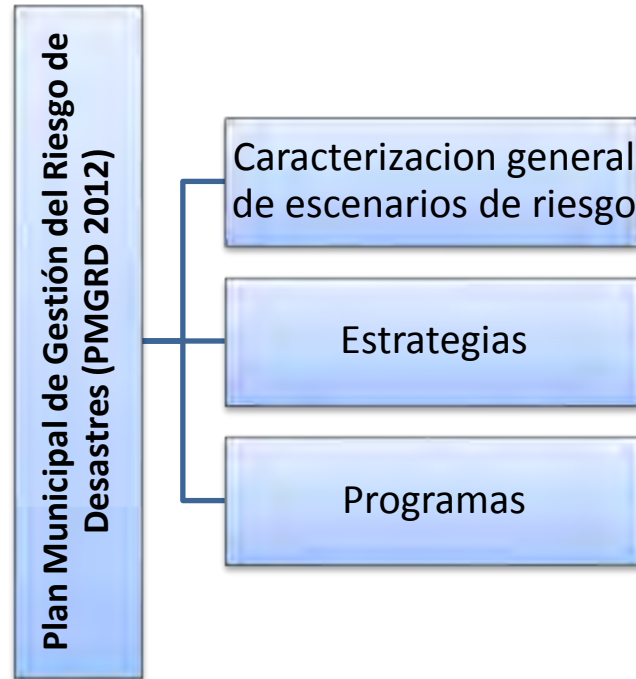 Plan Municipal de Gestión del Riesgo de
Desastres (PMGRD 2012)
Caracterizacion general
de escenarios de riesgo
Estrategias
Programas